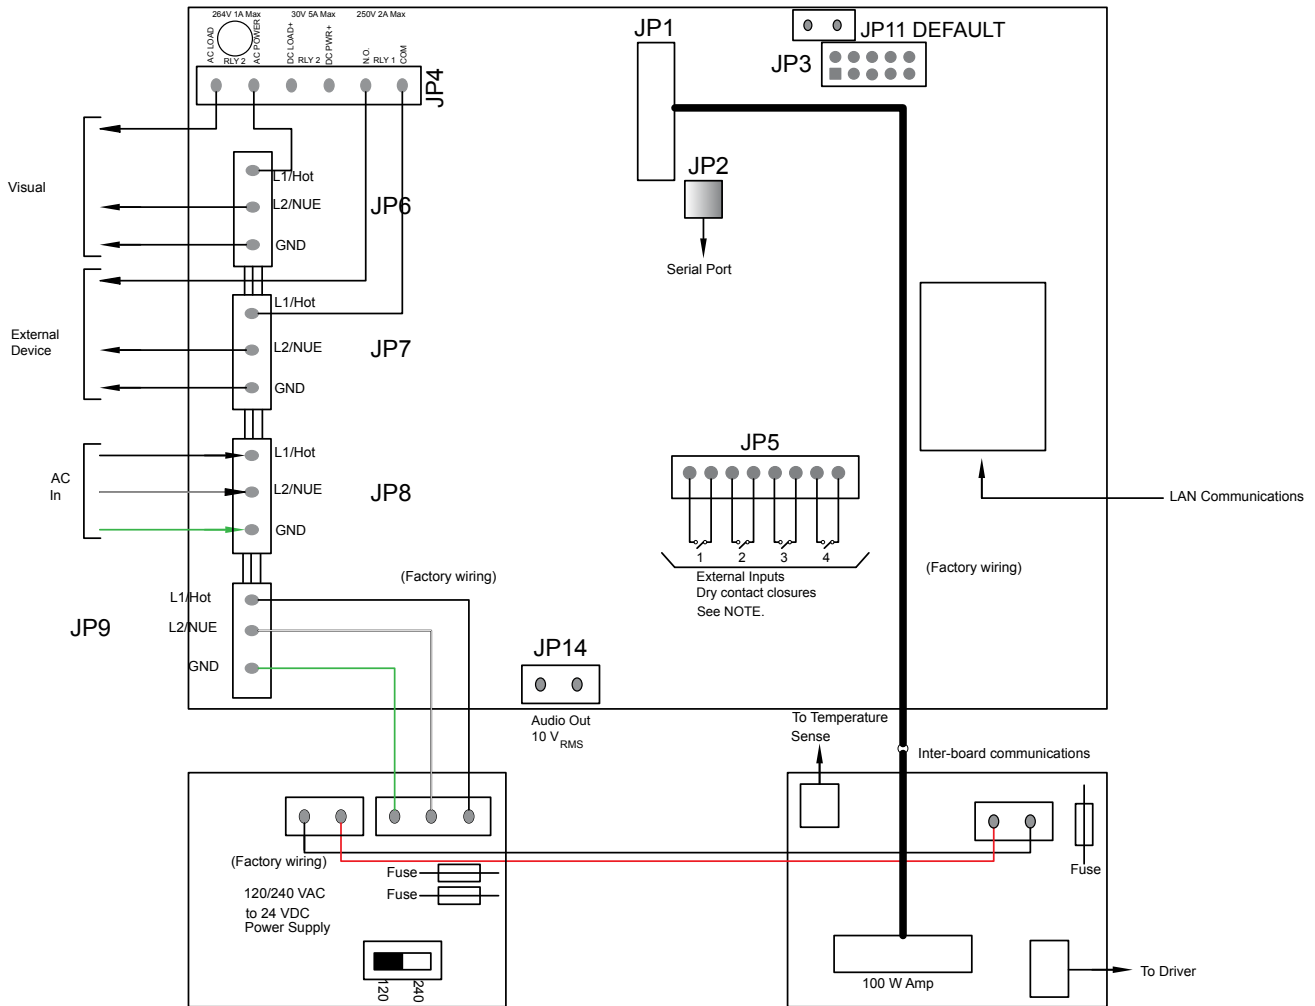 264V 1A Max
30V 5A Max
250V 2A Max
AC LOAD
RLY 2
AC POWER
DC LOAD+
RLY 2
DC PWR+
N.O.
RLY 1
COM
JP4
JP1
JP11 DEFAULT
JP3
JP2
Serial Port
Visual
L1/Hot
L2/NUE
GND
JP6
External
Device
L1/Hot
L2/NUE
GND
JP7
AC
In
L1/Hot
L2/NUE
GND
JP8
JP5
1
2
3
4
External Inputs
Dry contact closures
See NOTE.
LAN Communications
(Factory wiring)
(Factory wiring)
L1/Hot
L2/NUE
GND
JP9
JP14
Audio Out
10 VRMS
To Temperature
Sense
Inter-board communications
(Factory wiring)
120/240 VAC
to 24 VDC
Power Supply
Fuse
Fuse
120
240
Fuse
100 W Amp
To Driver